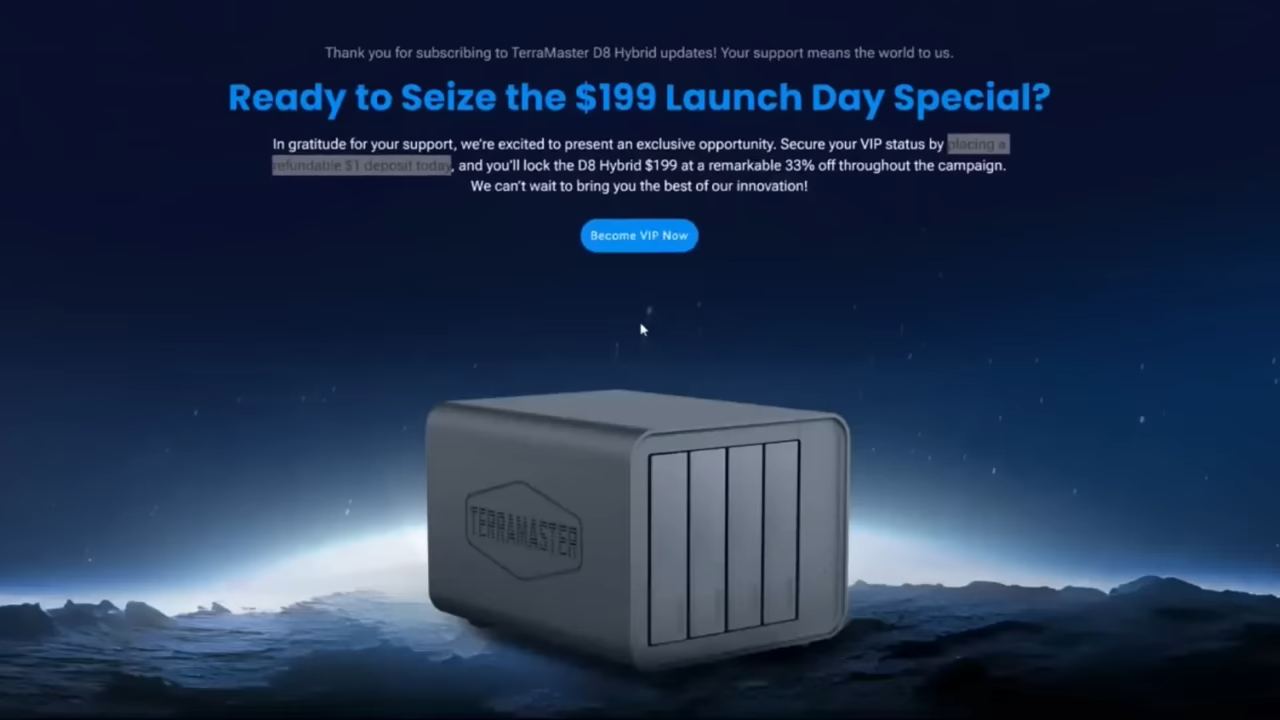 Thank you for subscribing to TerraMaster D8 Hybrid updates! Your support means the world to us.
Ready to Seize the $199 Launch Day Special?
In gratitude for your support, we're excited to present an exclusive opportunity. Secure your VIP status by placing a
refundable $1 deposit today, and you'll lock the D8 Hybrid $199 at a remarkable 33% off throughout the campaign.
We can't wait to bring you the best of our innovation!
Become VIP Now
TERRAMASTER